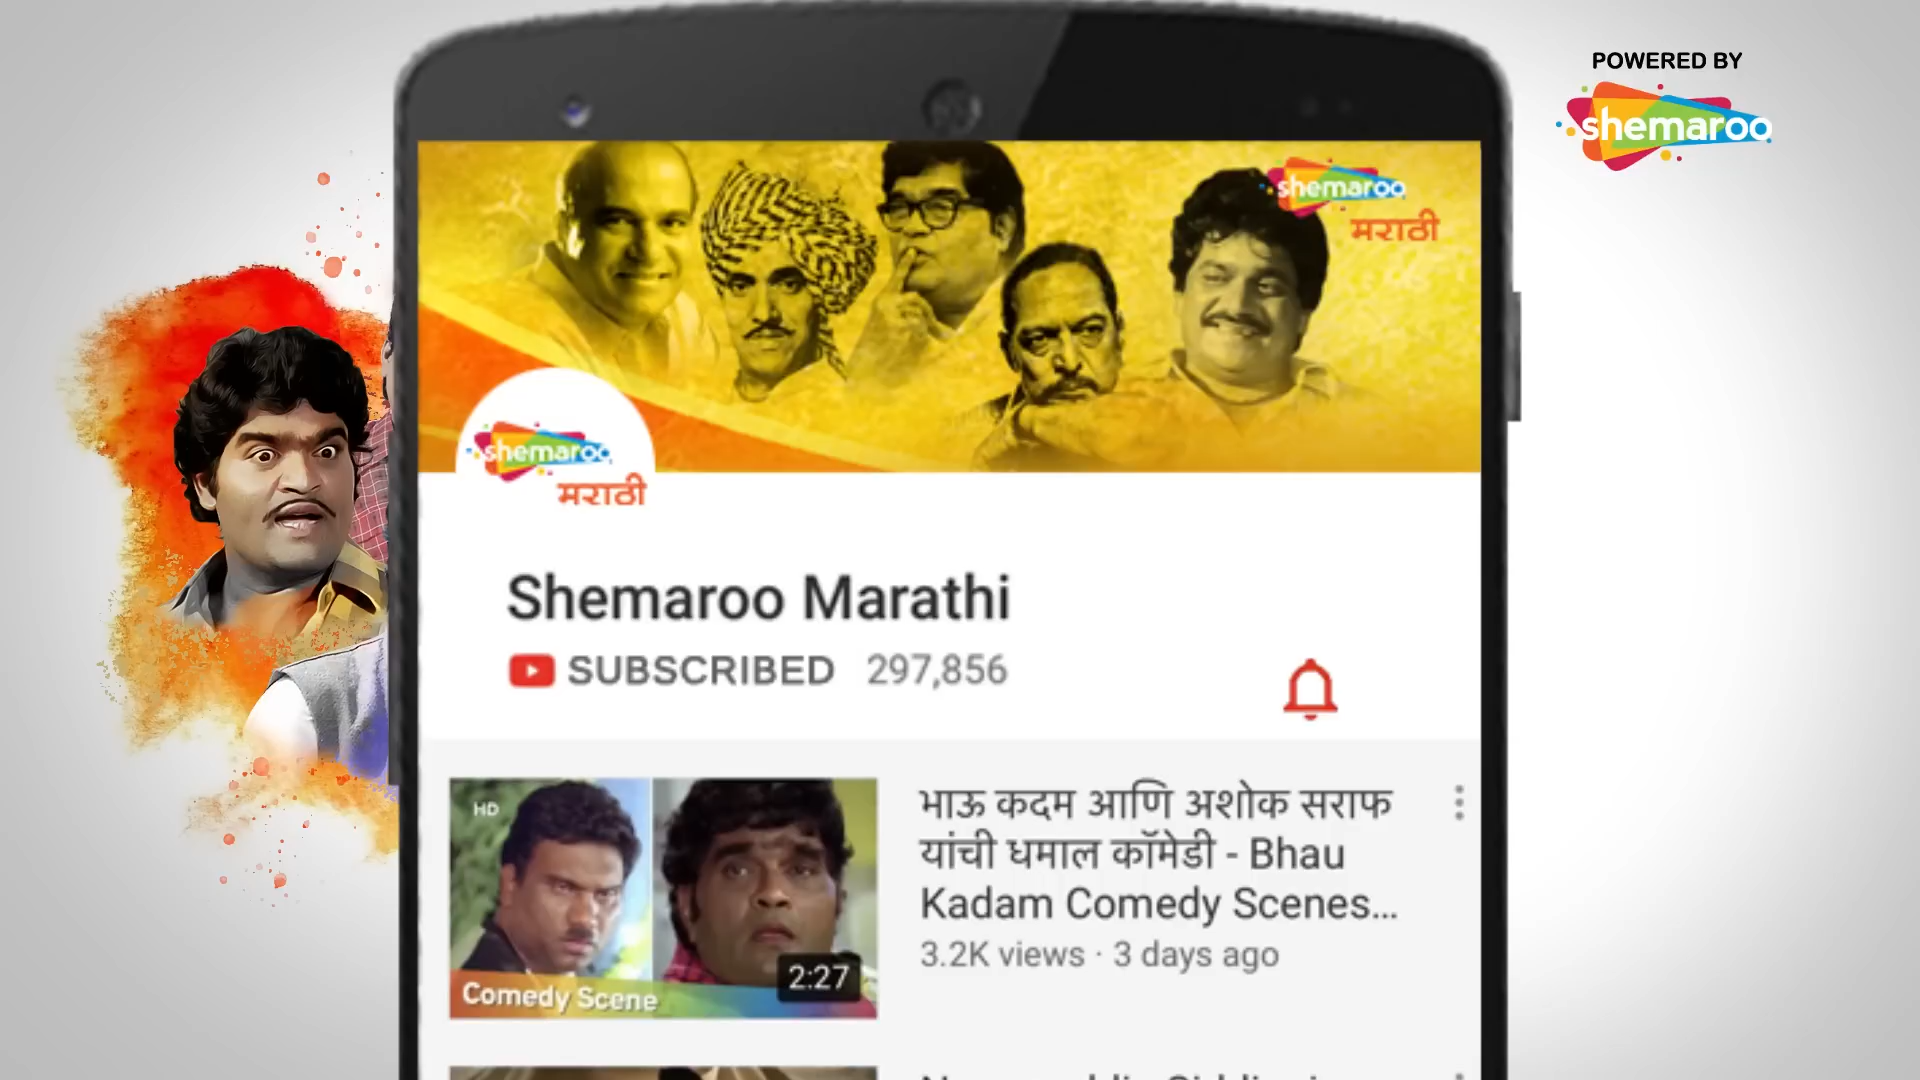 POWERED BY
shemaroo
shemaroo
मराठी
shemaroo
मराठी
Shemaroo Marathi
SUBSCRIBED 297,856
HD
Comedy Scene
2:27
भाऊ कदम आणि अशोक सराफ
यांची धमाल कॉमेडी - Bhau
Kadam Comedy Scenes...
3.2K views · 3 days ago